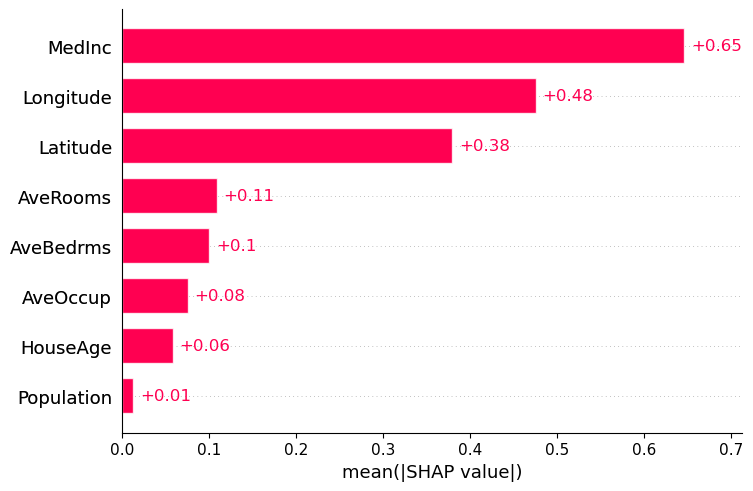 MedInc +0.65
Longitude +0.48
Latitude +0.38
AveRooms +0.11
AveBedrms +0.1
AveOccup +0.08
HouseAge +0.06
Population +0.01
0.0 0.1 0.2 0.3 0.4 0.5 0.6 0.7
mean(|SHAP value|)